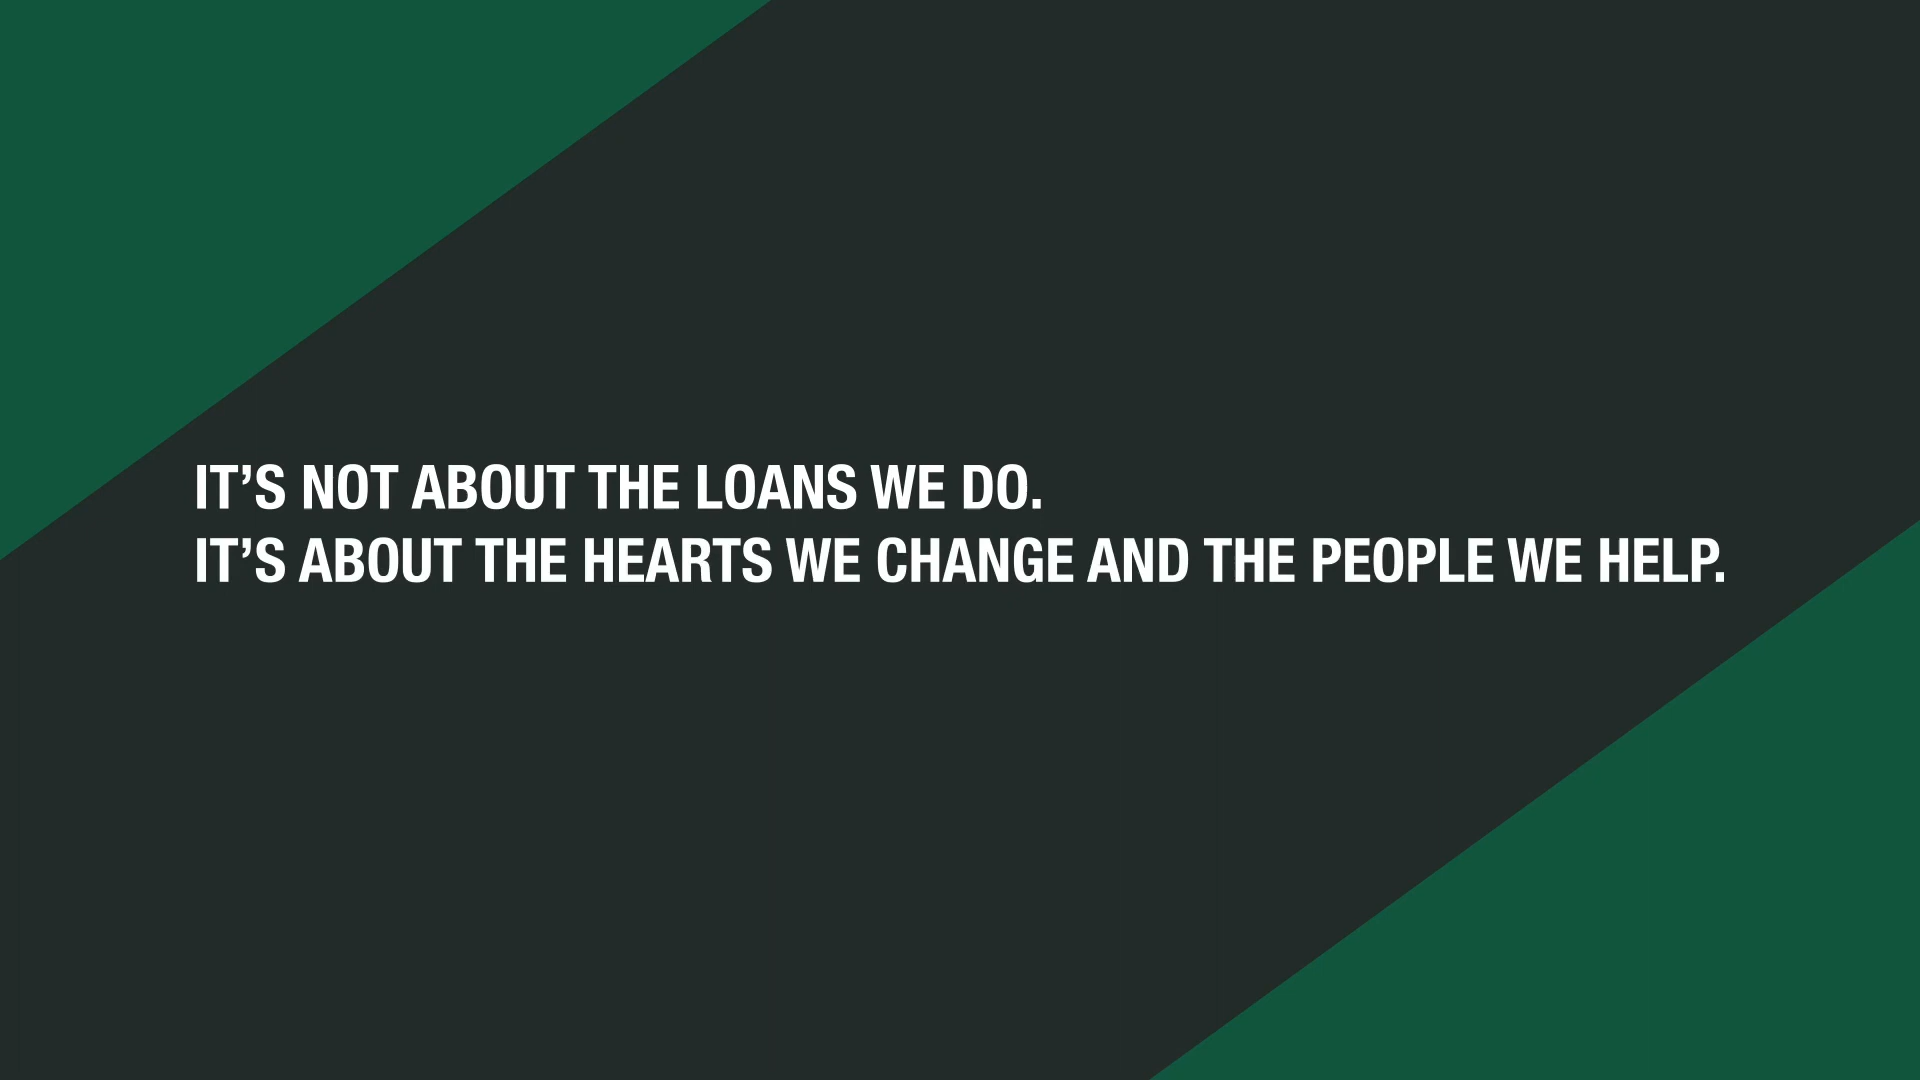 IT’S NOT ABOUT THE LOANS WE DO.
IT’S ABOUT THE HEARTS WE CHANGE AND THE PEOPLE WE HELP.